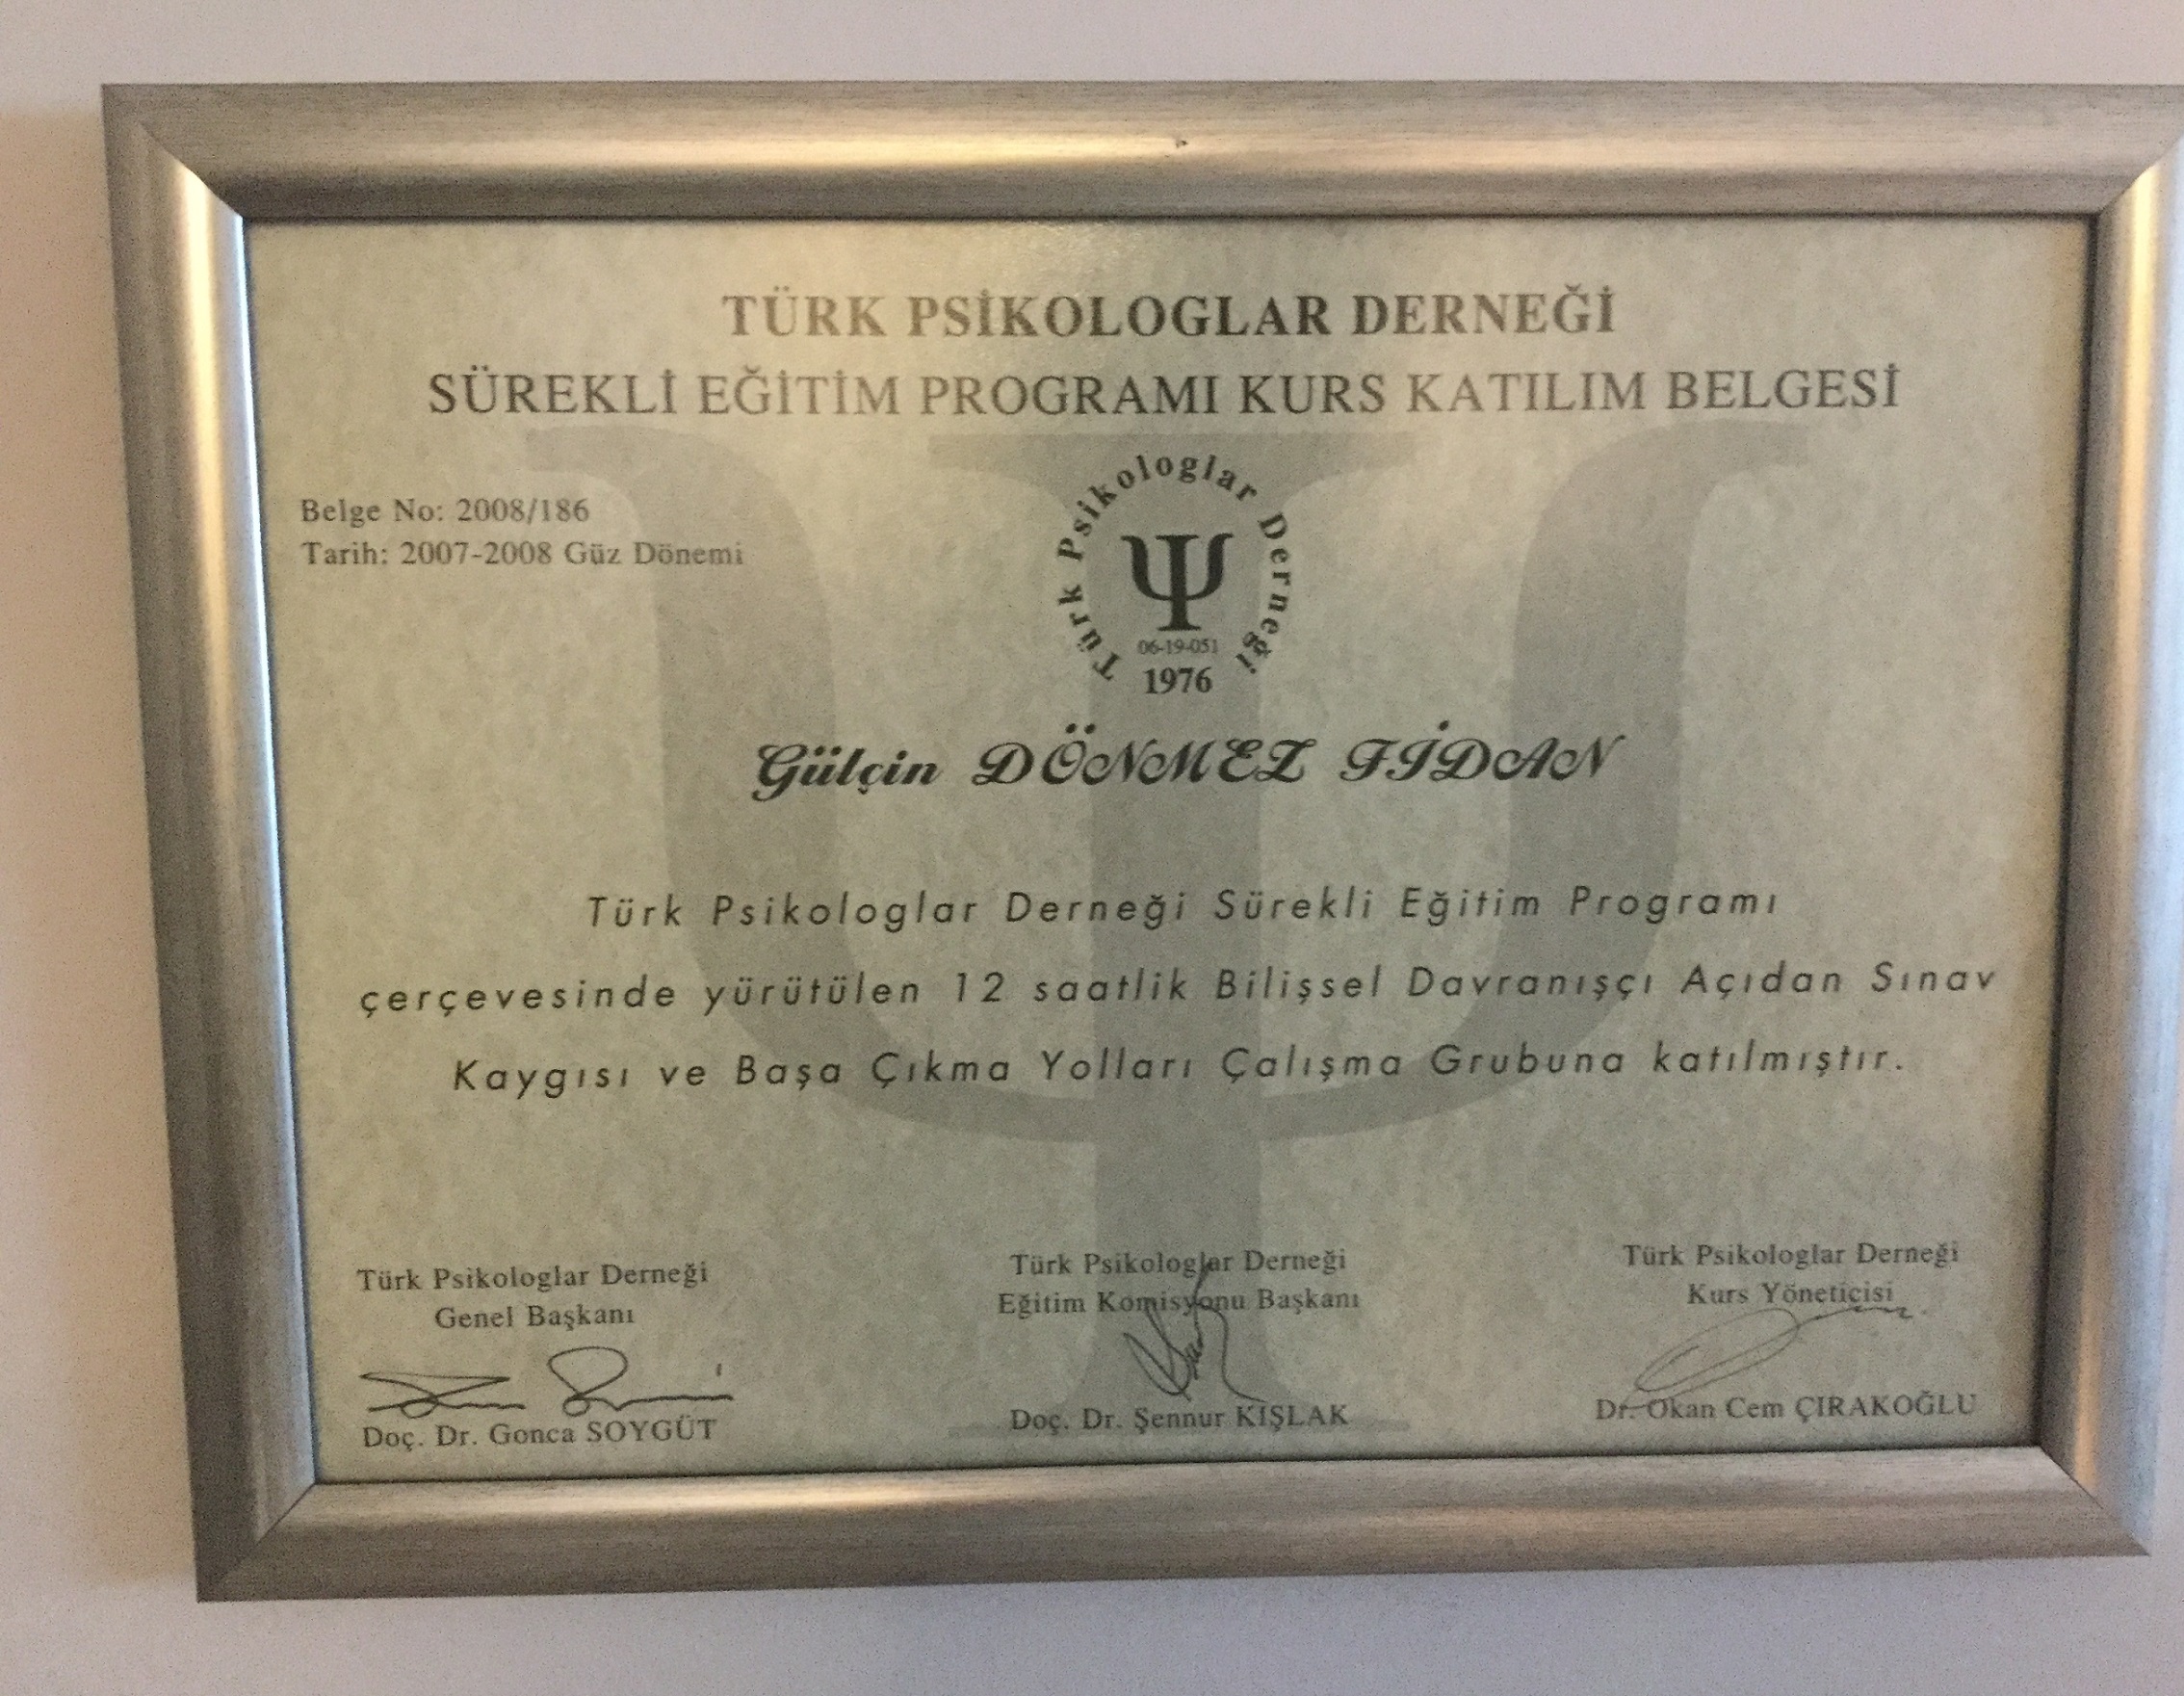 TÜRK PSİKOLOGLAR DERNEĞİ
SÜREKLİ EĞİTİM PROGRAMI KURS KATILIM BELGESİ
Belge No: 2008/186
Tarih: 2007-2008 Güz Dönemi
Türk Psikologlar Derneği
Ψ
06-19-051
1976
Gülçin DÖNMEZ FİDAN
Türk Psikologlar Derneği Sürekli Eğitim Programı
çerçevesinde yürütülen 12 saatlik Bilişsel Davranışçı Açıdan Sınav
Kaygısı ve Başa Çıkma Yolları Çalışma Grubuna katılmıştır.
Türk Psikologlar Derneği
Genel Başkanı
Doç. Dr. Gonca SOYGÜT
Türk Psikologlar Derneği
Eğitim Komisyonu Başkanı
Doç. Dr. Şennur KIŞLAK
Türk Psikologlar Derneği
Kurs Yöneticisi
Dr. Okan Cem ÇIRAKOĞLU